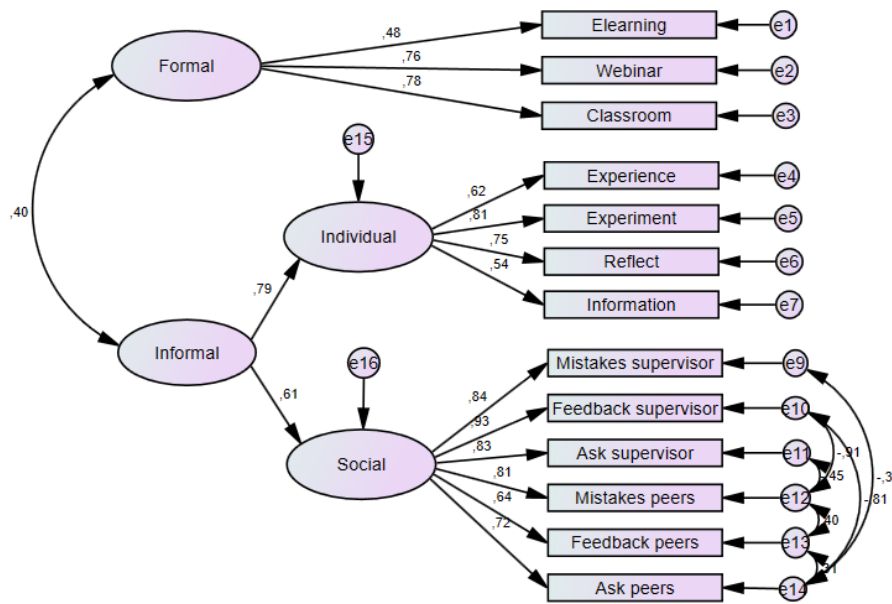 Formal
,48
Elearning
e1
,76
Webinar
e2
,78
Classroom
e3
e15
,40
Individual
,62
Experience
e4
,81
Experiment
e5
,75
Reflect
e6
,54
Information
e7
,79
Informal
,61
e16
Social
,84
Mistakes supervisor
e9
,93
Feedback supervisor
e10
,83
Ask supervisor
e11
-,91
,81
Mistakes peers
e12
-,3
-,81
,64
Feedback peers
e13
,72
Ask peers
e14